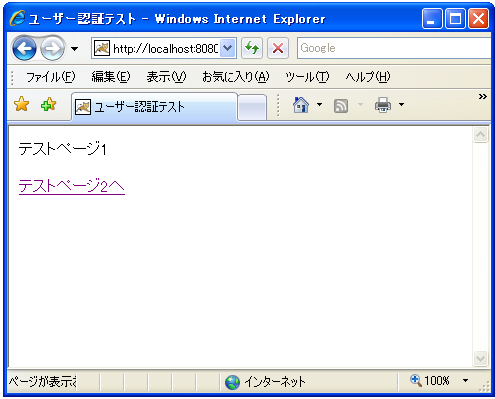 ユーザー認証テスト - Windows Internet Explorer
http://localhost:8080
Google
ファイル(F) 編集(E) 表示(V) お気に入り(A) ツール(T) ヘルプ(H)
ユーザー認証テスト
テストページ1
テストページ2へ
ページが表示 インターネット 100%